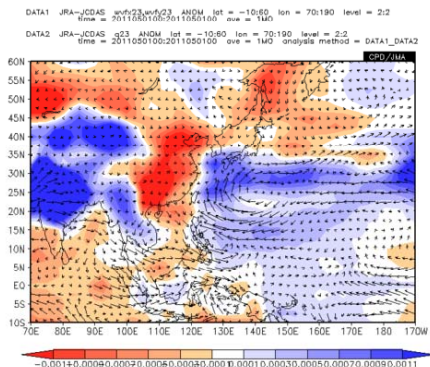 DATA1 JRA-JCDAS wvfx23,wvfy23 ANOM lat = -10:60 lon = 70:190 level = 2:2
time = 2011050100:2011050100 ave = 1MO
DATA2 JRA-JCDAS q23 ANOM lat = -10:60 lon = 70:190 level = 2:2
time = 2011050100:2011050100 ave = 1MO analysis method = DATA1_DATA2
CPD/JMA
60N
55N
50N
45N
40N
35N
30N
25N
20N
15N
10N
5N
EQ
5S
10S
70E 80E 90E 100E 110E 120E 130E 140E 150E 160E 170E 180 170W